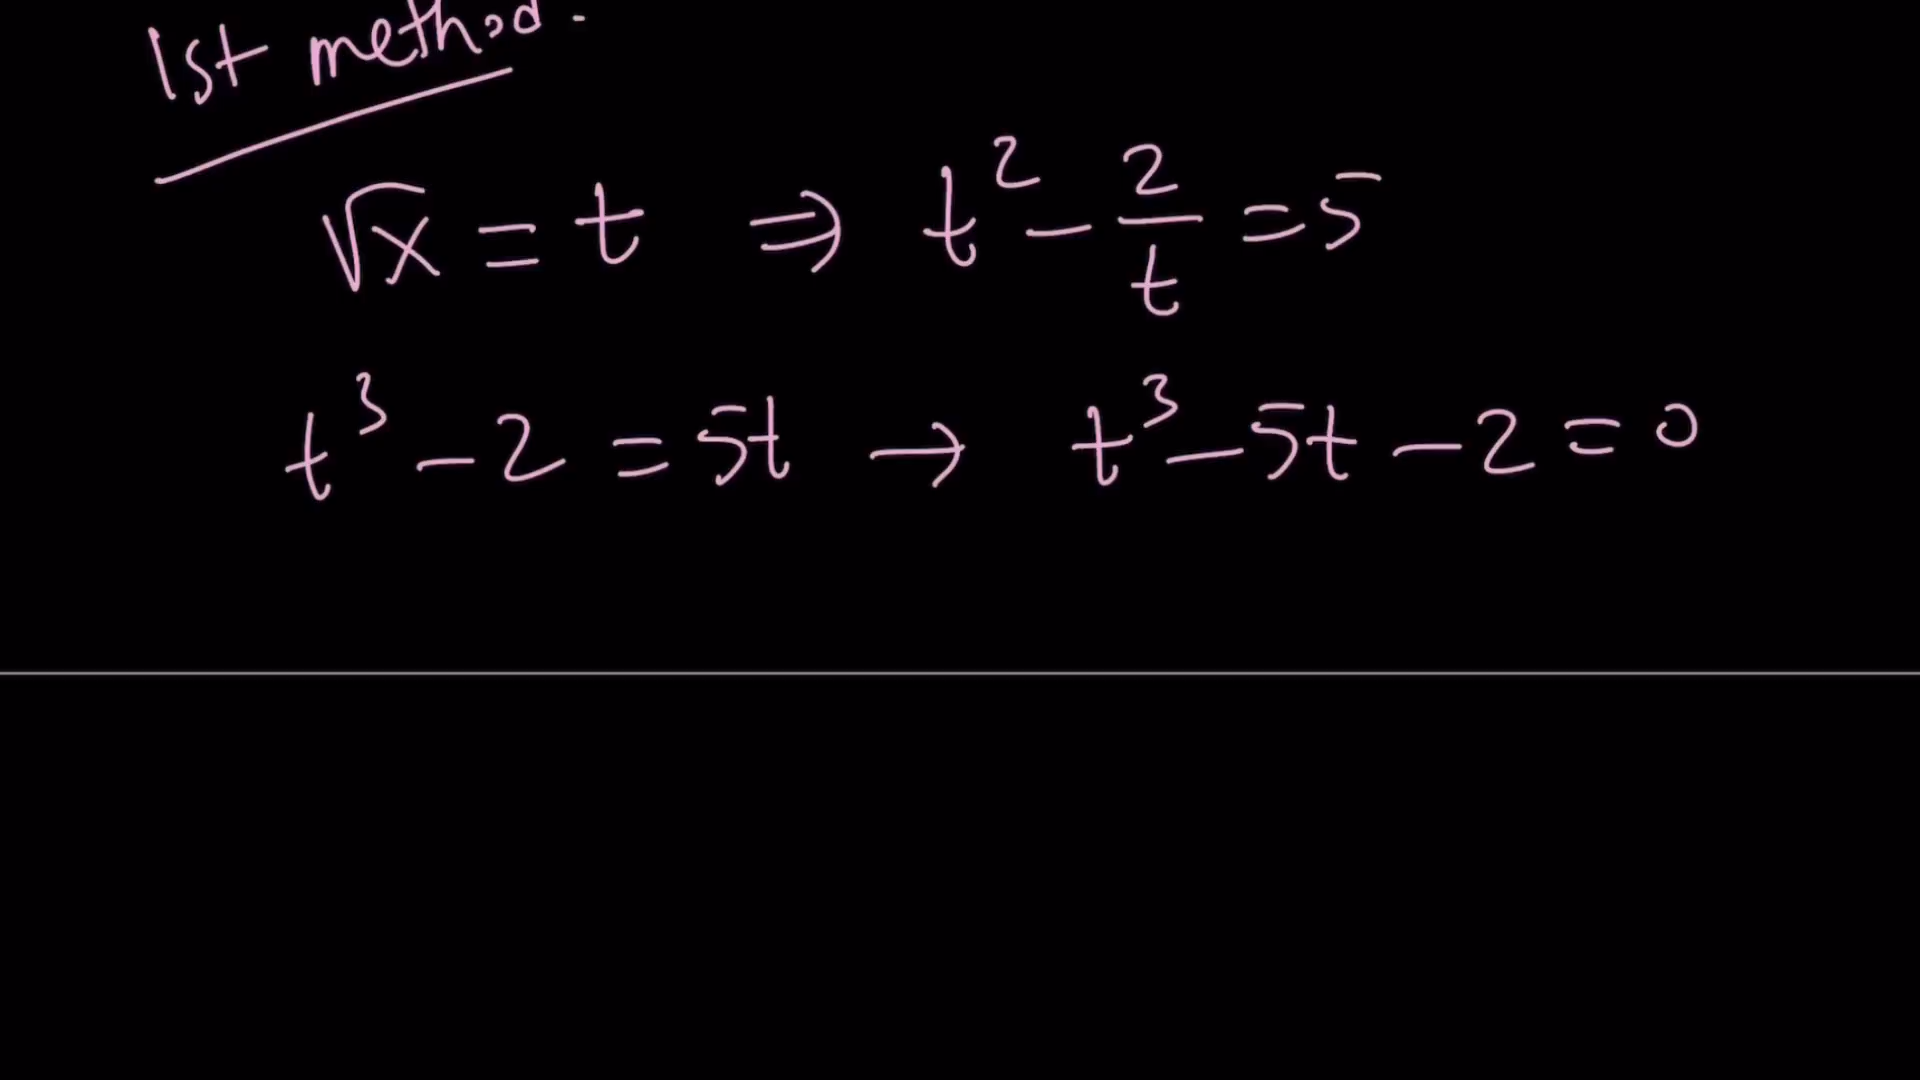 1st method.
√x = t ⇒ t² - 2/t = 5
t³ - 2 = 5t → t³ - 5t - 2 = 0